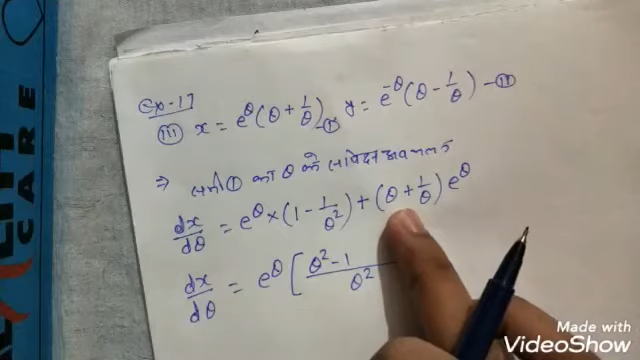 CARE
Ex-17
(iii) x = e^θ(θ + 1/θ) -(I) y = e^-θ(θ - 1/θ) -(II)
⇒ समी (I) का θ के सापेक्ष अवकलन
dx/dθ = e^θ × (1 - 1/θ²) + (θ + 1/θ) e^θ
dx/dθ = e^θ [ θ² - 1 / θ²
Made with
VideoShow